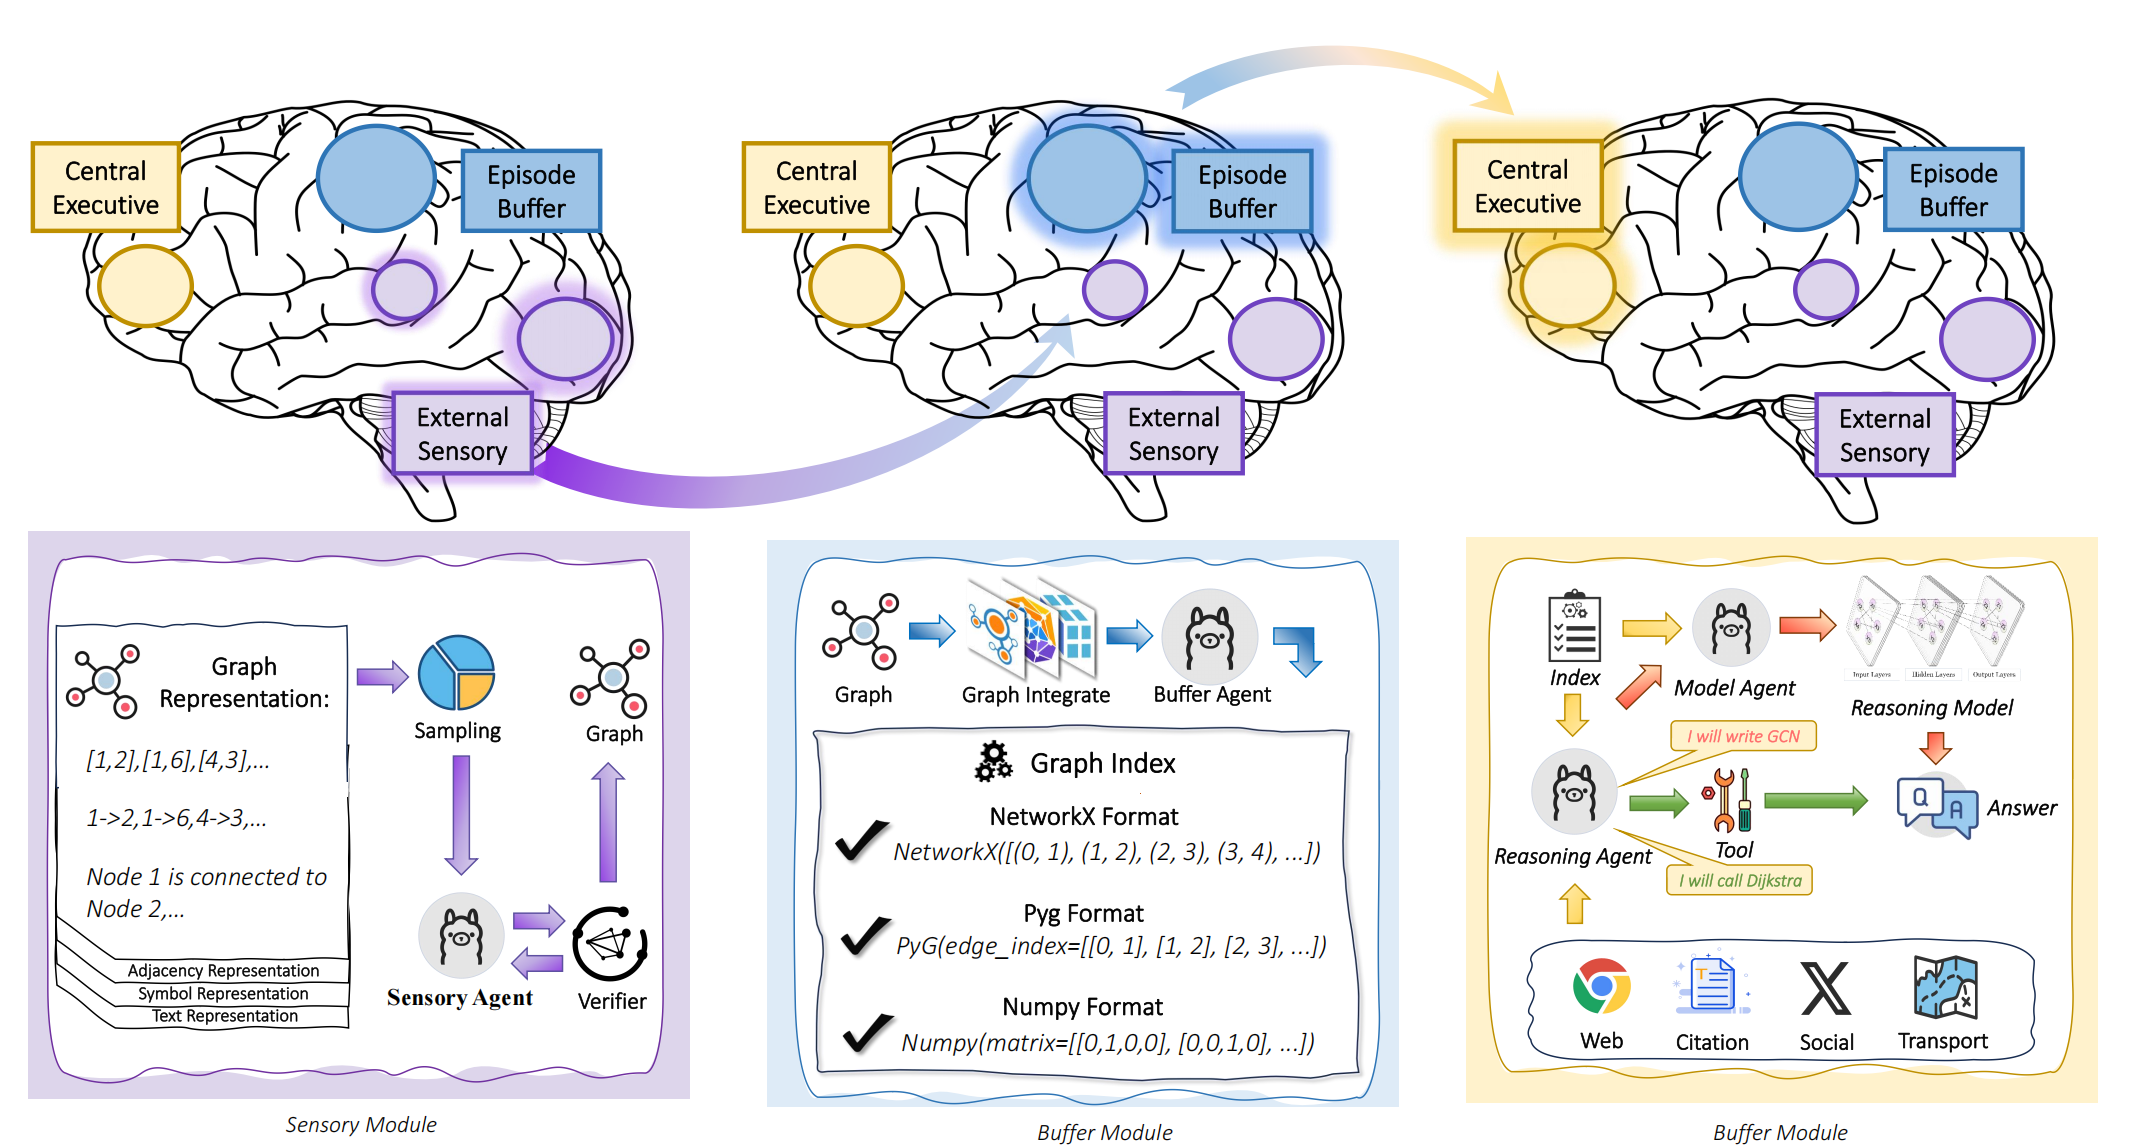 Central
Executive
Episode
Buffer
External
Sensory
Central
Executive
Episode
Buffer
External
Sensory
Central
Executive
Episode
Buffer
External
Sensory
Graph
Representation:
[1,2],[1,6],[4,3],...
1->2,1->6,4->3,...
Node 1 is connected to
Node 2,...
Adjacency Representation
Symbol Representation
Text Representation
Sampling
Graph
Sensory Agent
Verifier
Sensory Module
Graph
Graph Integrate
Buffer Agent
Graph Index
NetworkX Format
NetworkX([(0, 1), (1, 2), (2, 3), (3, 4), ...])
Pyg Format
PyG(edge_index=[[0, 1], [1, 2], [2, 3], ...])
Numpy Format
Numpy(matrix=[[0,1,0,0], [0,0,1,0], ...])
Buffer Module
Index
Model Agent
Input Layers
Hidden Layers
Output Layers
Reasoning Model
I will write GCN
Reasoning Agent
Tool
I will call Dijkstra
Q
A
Answer
T
Web
Citation
Social
Transport
Buffer Module